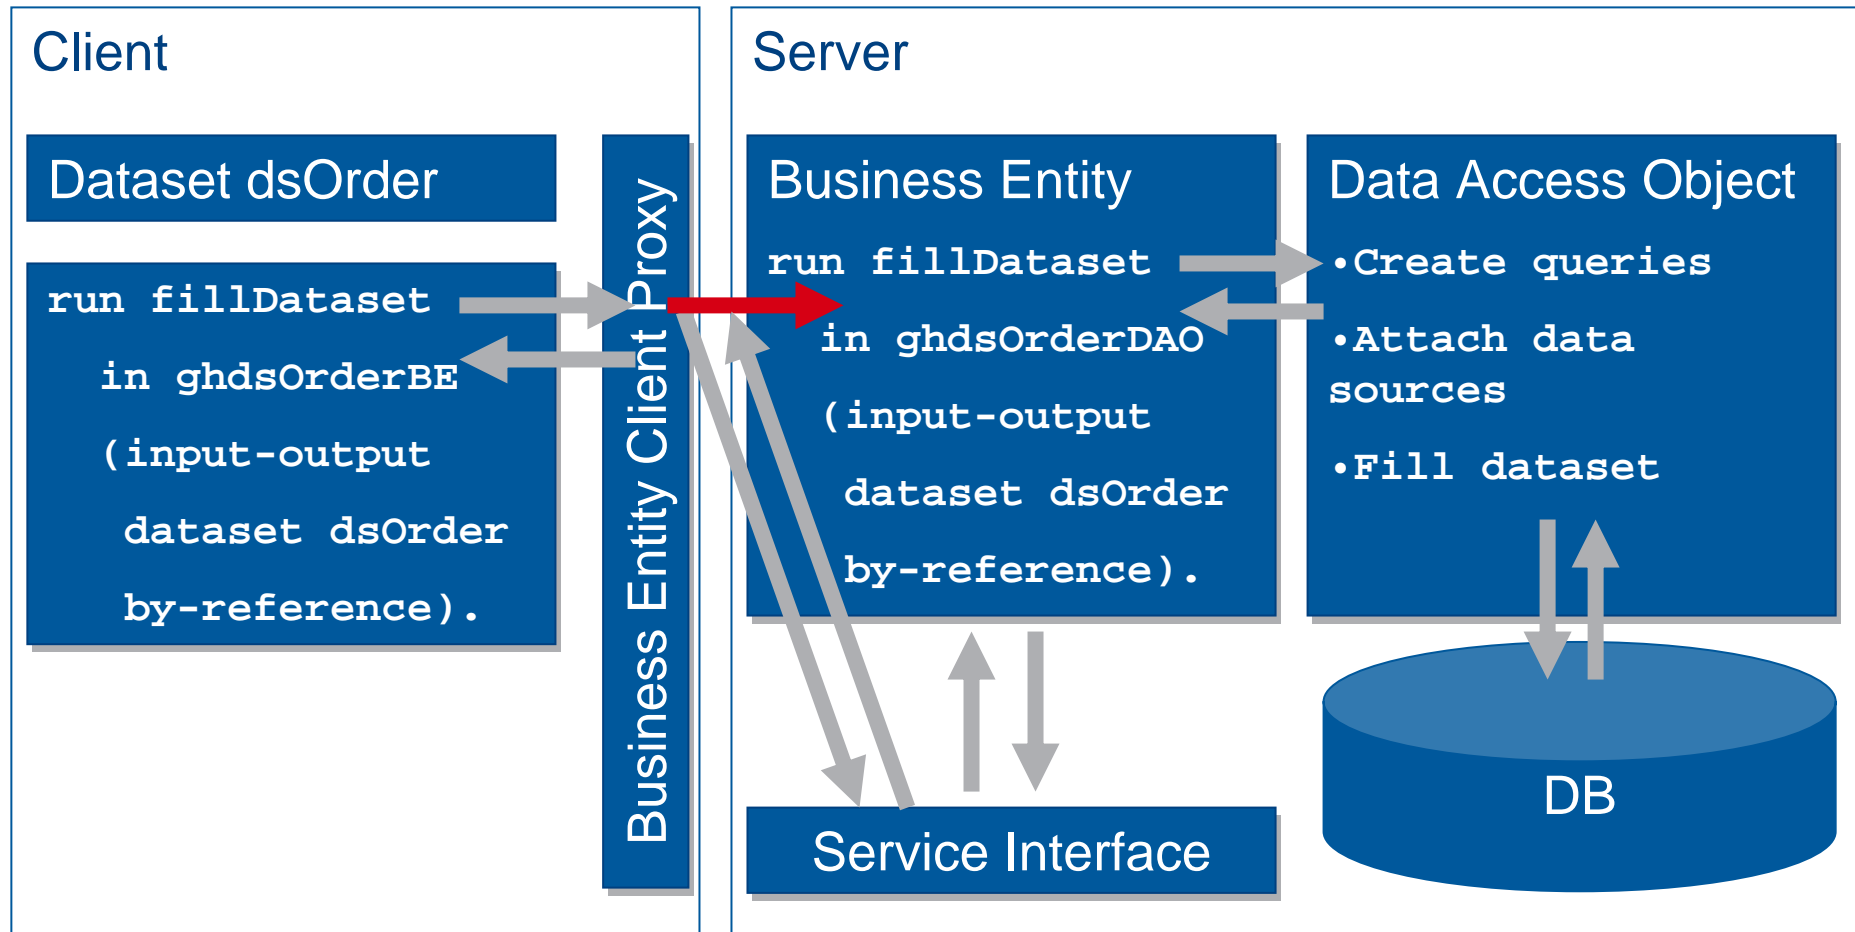 Client
Dataset dsOrder
run fillDataset
in ghdsOrderBE
(input-output
dataset dsOrder
by-reference).
Business Entity Client Proxy
Server
Business Entity
run fillDataset
in ghdsOrderDAO
(input-output
dataset dsOrder
by-reference).
Data Access Object
•Create queries
•Attach data
sources
•Fill dataset
Service Interface
DB